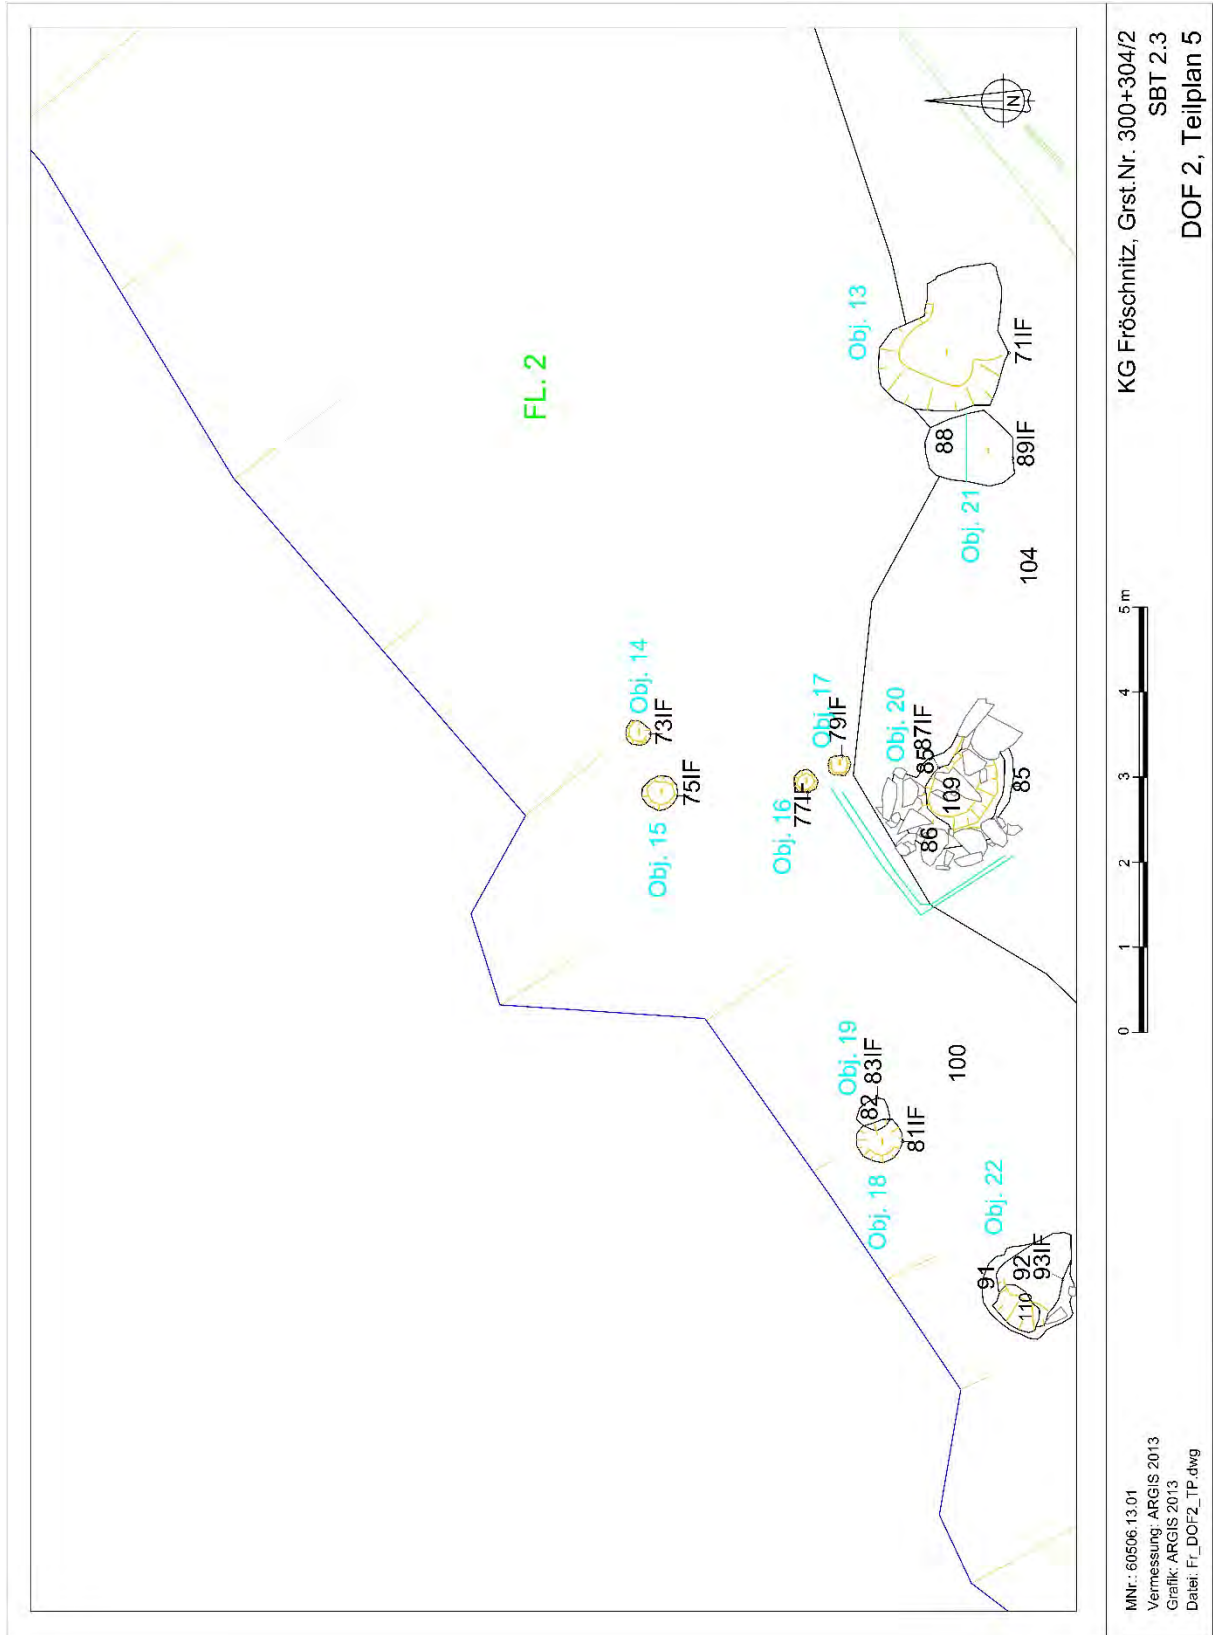 FL. 2
Obj. 13
71IF
88
89IF
Obj. 21
104
Obj. 14
73IF
75IF
Obj. 15
Obj. 17
79IF
Obj. 16
77IF
Obj. 20
87IF
85
109
86
85
Obj. 19
83IF
82
81IF
Obj. 18
100
Obj. 22
91
92
93IF
110
N
0 1 2 3 4 5 m
MNr.: 60506.13.01
Vermessung: ARGIS 2013
Grafik: ARGIS 2013
Datei: Fr_DOF2_TP.dwg
KG Fröschnitz, Grst.Nr. 300+304/2
SBT 2.3
DOF 2, Teilplan 5